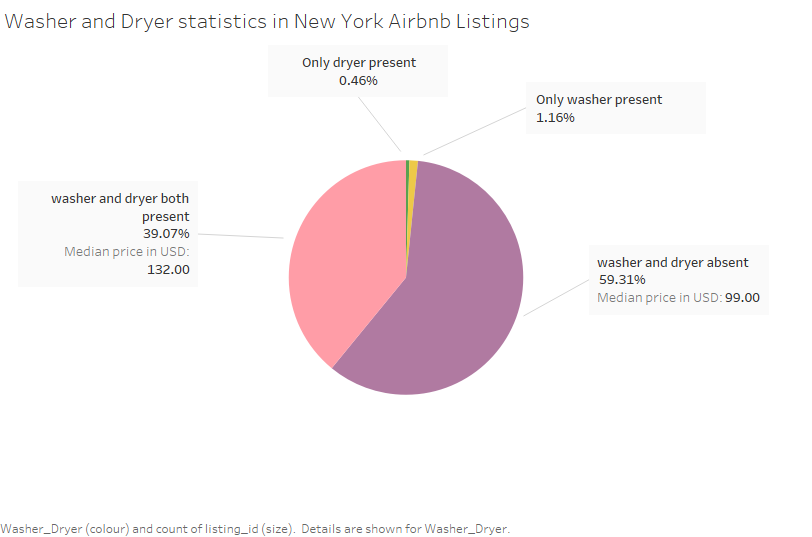 Washer and Dryer statistics in New York Airbnb Listings
Only dryer present
0.46%
Only washer present
1.16%
washer and dryer both
present
39.07%
Median price in USD:
132.00
washer and dryer absent
59.31%
Median price in USD: 99.00
Washer_Dryer (colour) and count of listing_id (size). Details are shown for Washer_Dryer.